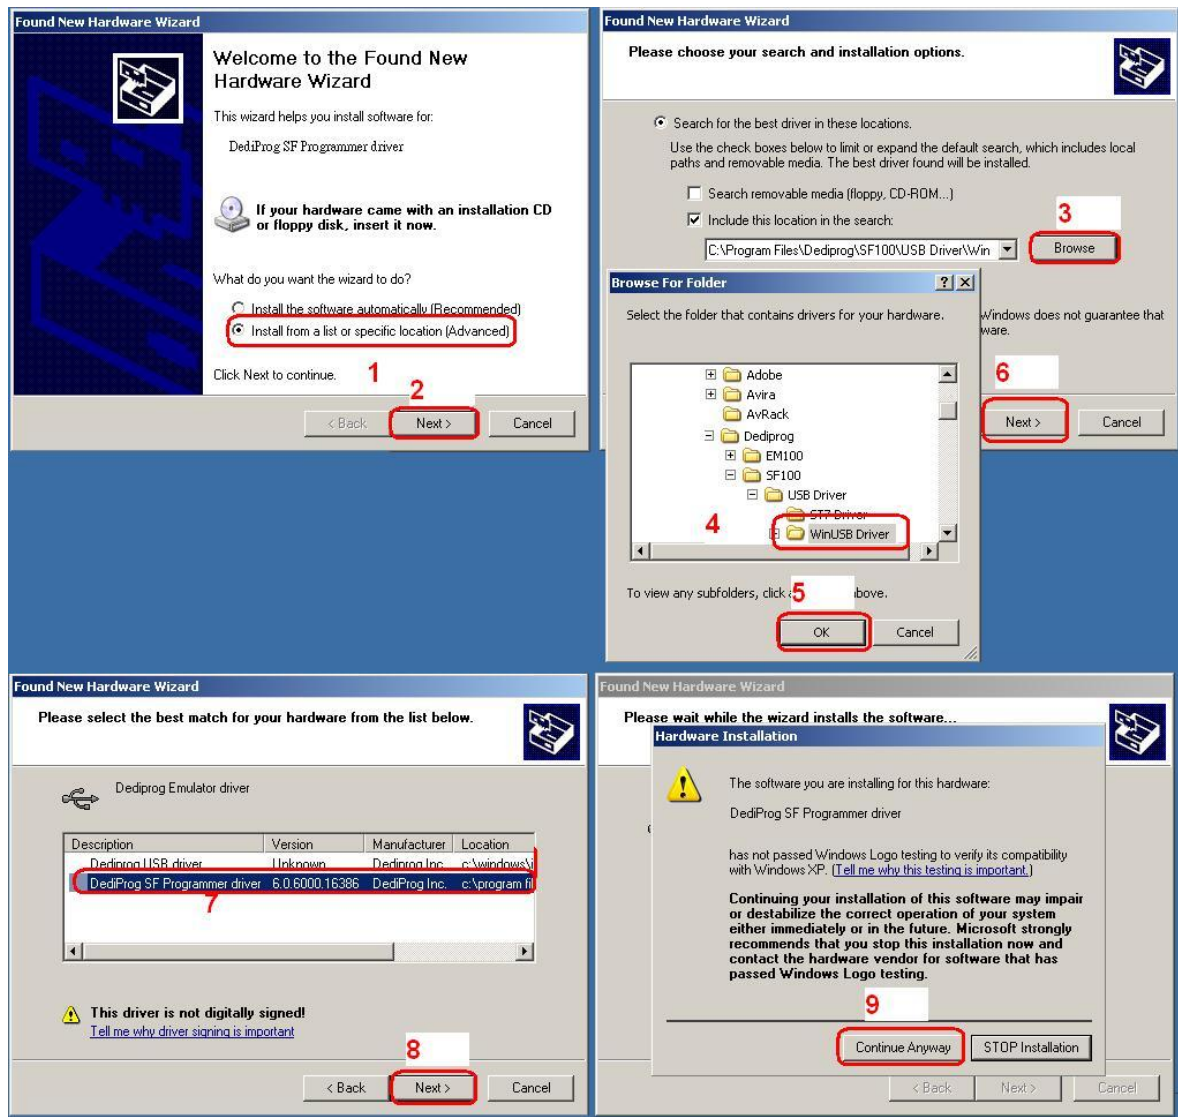 Found New Hardware Wizard
Welcome to the Found New
Hardware Wizard
This wizard helps you install software for:
DediProg SF Programmer driver
If your hardware came with an installation CD
or floppy disk, insert it now.
What do you want the wizard to do?
Install the software automatically (Recommended)
Install from a list or specific location (Advanced)
Click Next to continue.
1
2
< Back
Next >
Cancel
Found New Hardware Wizard
Please choose your search and installation options.
Search for the best driver in these locations.
Use the check boxes below to limit or expand the default search, which includes local
paths and removable media. The best driver found will be installed.
Search removable media (floppy, CD-ROM...)
Include this location in the search:
3
C:\Program Files\Dediprog\SF100\USB Driver\Win
Browse
Windows does not guarantee that
ware.
6
Next >
Cancel
Browse For Folder
Select the folder that contains drivers for your hardware.
Adobe
Avira
AvRack
Dediprog
EM100
SF100
USB Driver
ST7 Driver
4
WinUSB Driver
To view any subfolders, click
5
bove.
OK
Cancel
Found New Hardware Wizard
Please select the best match for your hardware from the list below.
Dediprog Emulator driver
Description Version Manufacturer Location
Dediprog USB driver Unknown Dediprog Inc. c:\windows\i
DediProg SF Programmer driver 6.0.6000.16386 DediProg Inc. c:\program fil
7
This driver is not digitally signed!
Tell me why driver signing is important
8
< Back
Next >
Cancel
Found New Hardware Wizard
Please wait while the wizard installs the software...
Hardware Installation
The software you are installing for this hardware:
DediProg SF Programmer driver
has not passed Windows Logo testing to verify its compatibility
with Windows XP. (Tell me why this testing is important.)
Continuing your installation of this software may impair
or destabilize the correct operation of your system
either immediately or in the future. Microsoft strongly
recommends that you stop this installation now and
contact the hardware vendor for software that has
passed Windows Logo testing.
9
Continue Anyway
STOP Installation
< Back
Next >
Cancel